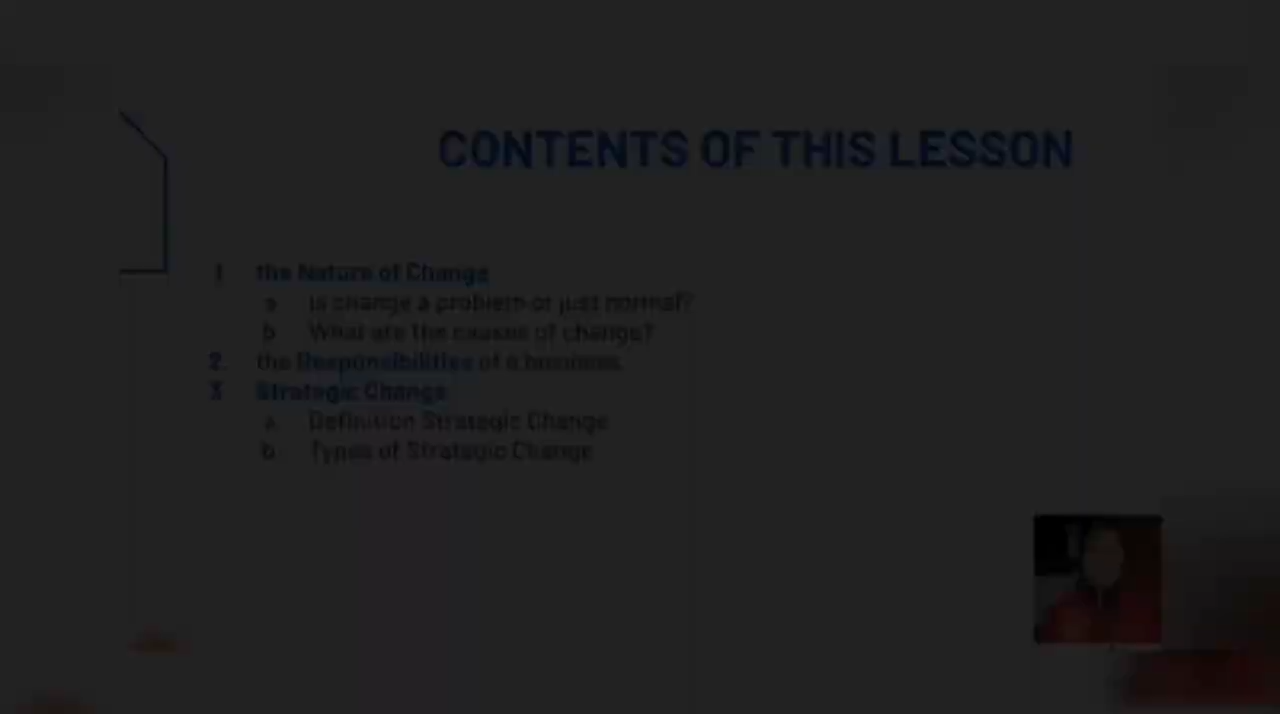 CONTENTS OF THIS LESSON
1 the Nature of Change
a Is change a problem or just normal?
b What are the causes of change?
2. the Responsibilities of a business
3 Strategic Change
a. Definition Strategic Change
b. Types of Strategic Change